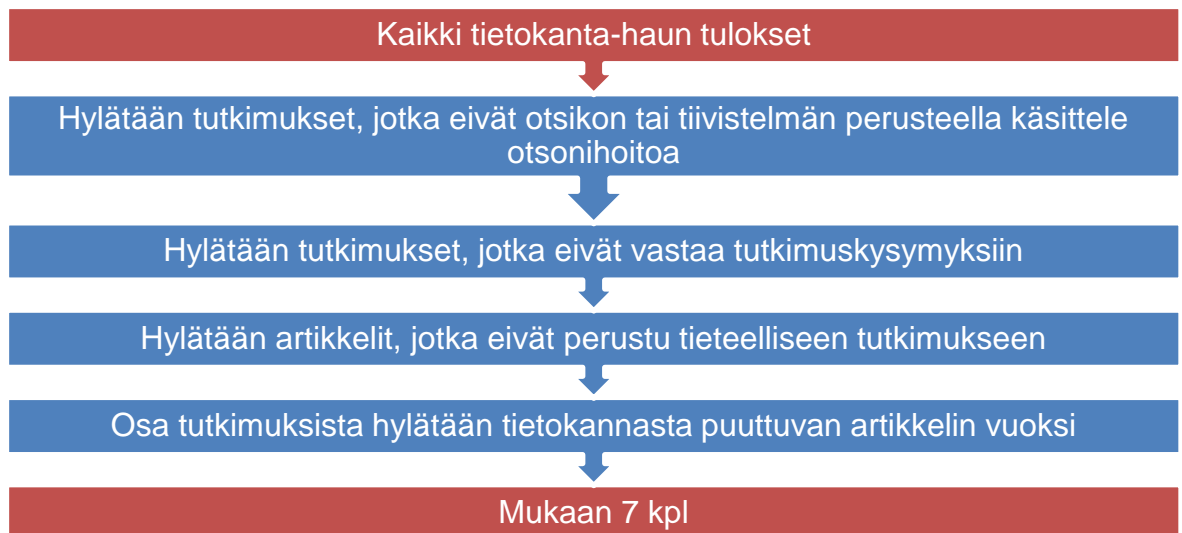 Kaikki tietokanta-haun tulokset
Hylätään tutkimukset, jotka eivät otsikon tai tiivistelmän perusteella käsittele
otsonihoitoa
Hylätään tutkimukset, jotka eivät vastaa tutkimuskysymyksiin
Hylätään artikkelit, jotka eivät perustu tieteelliseen tutkimukseen
Osa tutkimuksista hylätään tietokannasta puuttuvan artikkelin vuoksi
Mukaan 7 kpl